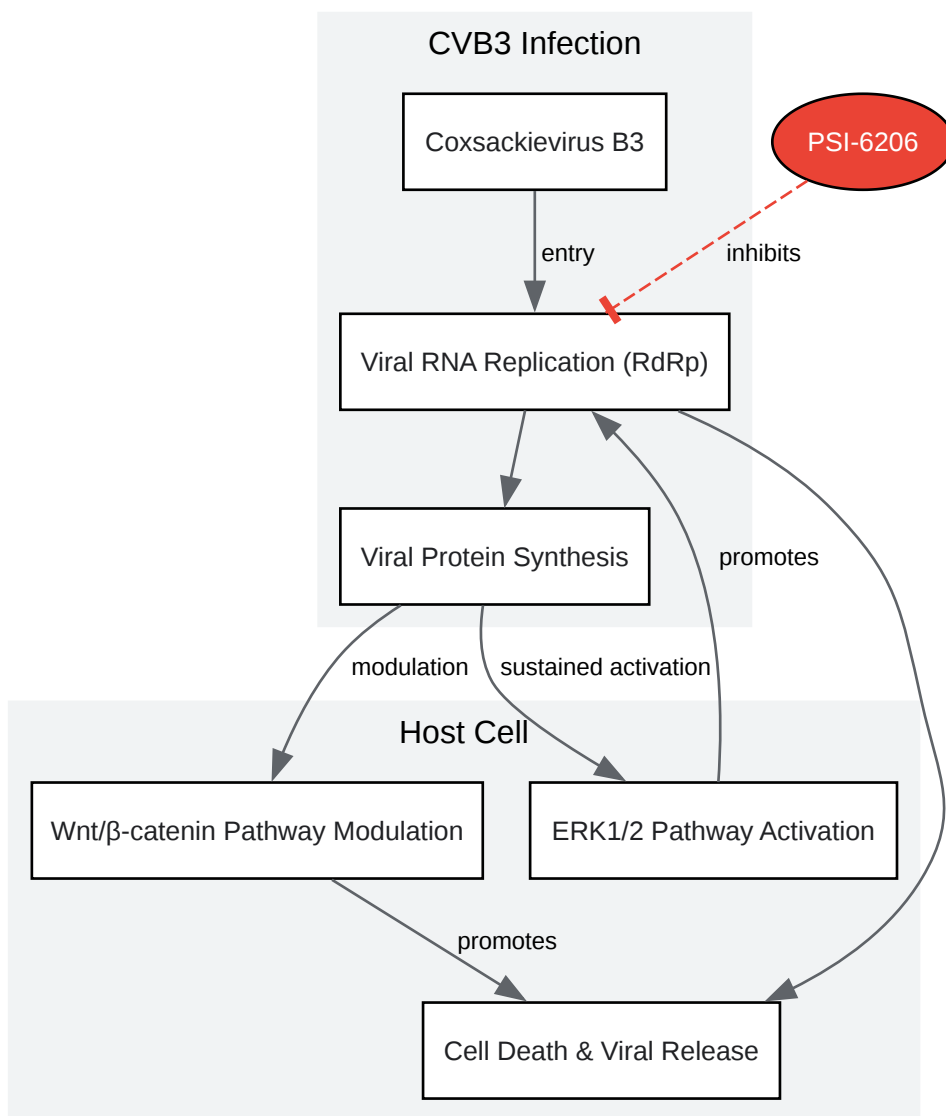 CVB3 Infection
Coxsackievirus B3
PSI-6206
entry
inhibits
Viral RNA Replication (RdRp)
Viral Protein Synthesis
promotes
modulation
sustained activation
Host Cell
Wnt/β-catenin Pathway Modulation
ERK1/2 Pathway Activation
promotes
Cell Death & Viral Release